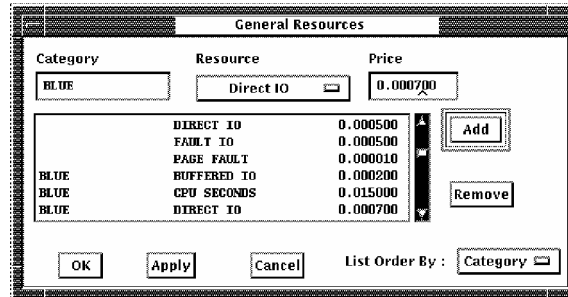 General Resources
Category Resource Price
BLUE Direct IO 0.000700
DIRECT IO 0.000500
FAULT IO 0.000500
PAGE FAULT 0.000010
BLUE BUFFERED IO 0.000200
BLUE CPU SECONDS 0.015000
BLUE DIRECT IO 0.000700
Add
Remove
OK Apply Cancel List Order By : Category